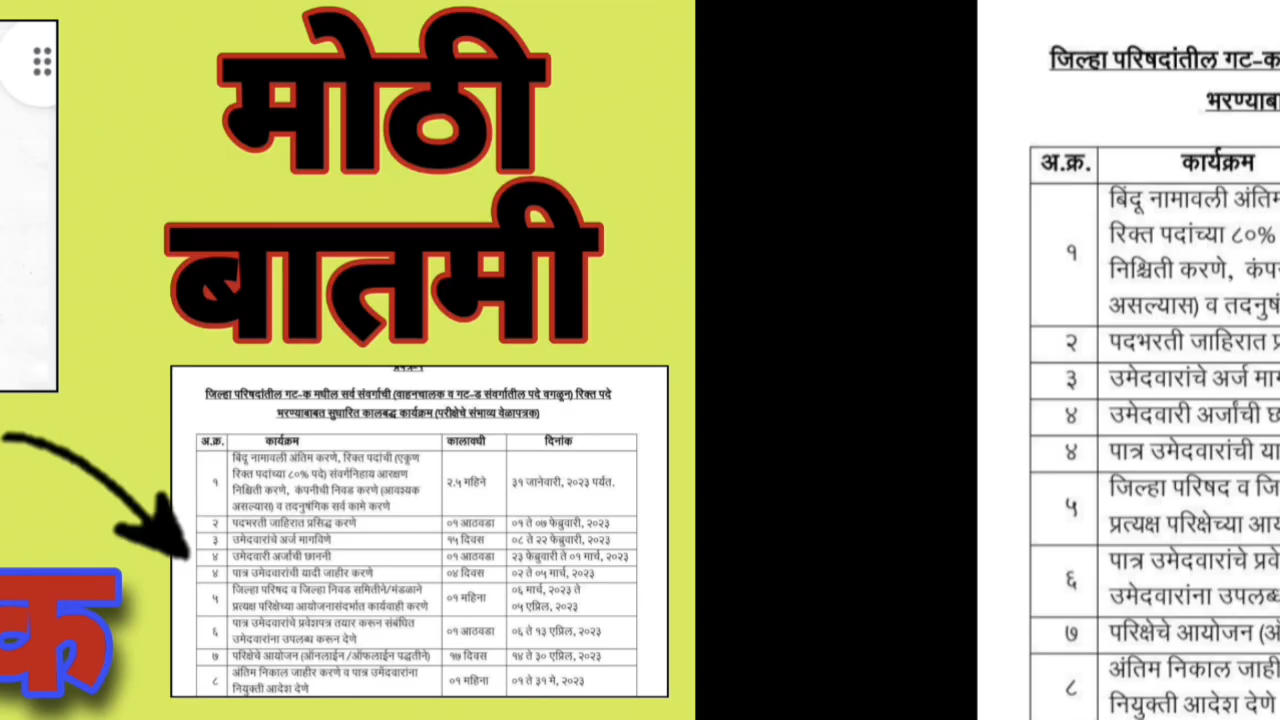 मोठी
बातमी
प्रपत्र-१
जिल्हा परिषदांतील गट-क मधील सर्व संवर्गाची (वाहनचालक व गट-ड संवर्गातील पदे वगळून) रिक्त पदे
भरण्याबाबत सुधारित कालबद्ध कार्यक्रम (परीक्षेचे संभाव्य वेळापत्रक)
अ.क्र. कार्यक्रम कालावधी दिनांक
१ बिंदू नामावली अंतिम करणे, रिक्त पदांची (एकूण रिक्त पदांच्या ८०% पदे) संवर्गनिहाय आरक्षण निश्चिती करणे, कंपनीची निवड करणे (आवश्यक असल्यास) व तदनुषंगिक सर्व कामे करणे २.५ महिने ३१ जानेवारी, २०२३ पर्यंत.
२ पदभरती जाहिरात प्रसिद्ध करणे ०१ आठवडा ०१ ते ०७ फेब्रुवारी, २०२३
३ उमेदवारांचे अर्ज मागविणे १५ दिवस ०८ ते २२ फेब्रुवारी, २०२३
४ उमेदवारी अर्जाची छाननी ०१ आठवडा २३ फेब्रुवारी ते ०१ मार्च, २०२३
४ पात्र उमेदवारांची यादी जाहीर करणे ०४ दिवस ०२ ते ०५ मार्च, २०२३
५ जिल्हा परिषद व जिल्हा निवड समितीने/मंडळाने प्रत्यक्ष परिक्षेच्या आयोजनासंदर्भात कार्यवाही करणे ०१ महिना ०६ मार्च, २०२३ ते ०५ एप्रिल, २०२३
६ पात्र उमेदवारांचे प्रवेशपत्र तयार करून संबंधित उमेदवारांना उपलब्ध करून देणे ०१ आठवडा ०६ ते १३ एप्रिल, २०२३
७ परिक्षेचे आयोजन (ऑनलाईन /ऑफलाईन पद्धतीने) १७ दिवस १४ ते ३० एप्रिल, २०२३
८ अंतिम निकाल जाहीर करणे व पात्र उमेदवारांना नियुक्ती आदेश देणे ०१ महिना ०१ ते ३१ मे, २०२३
क
जिल्हा परिषदांतील गट-क
भरण्याबा
अ.क्र. कार्यक्रम
१ बिंदू नामावली अंतिम
रिक्त पदांच्या ८०%
निश्चिती करणे, कंप
असल्यास) व तदनुषं
२ पदभरती जाहिरात प्र
३ उमेदवारांचे अर्ज माग
४ उमेदवारी अर्जांची छ
४ पात्र उमेदवारांची या
५ जिल्हा परिषद व जि
प्रत्यक्ष परिक्षेच्या आय
६ पात्र उमेदवारांचे प्रवे
उमेदवारांना उपलब्ध
७ परिक्षेचे आयोजन (ऑ
८ अंतिम निकाल जाही
नियुक्ती आदेश देणे